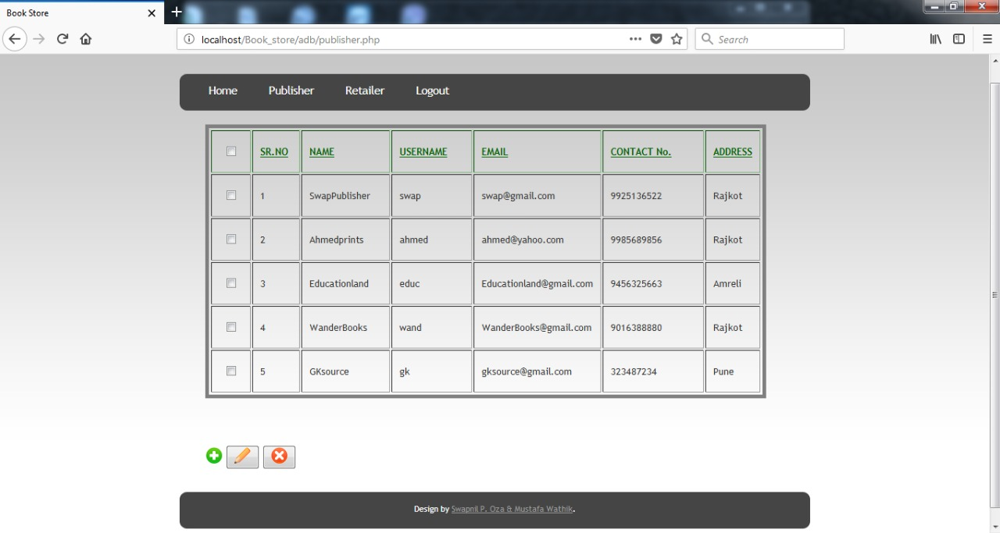 Book Store
localhost/Book_store/adb/publisher.php
Search
Home Publisher Retailer Logout
SR.NO NAME USERNAME EMAIL CONTACT No. ADDRESS
1 SwapPublisher swap swap@gmail.com 9925136522 Rajkot
2 Ahmedprints ahmed ahmed@yahoo.com 9985689856 Rajkot
3 Educationland educ Educationland@gmail.com 9456325663 Amreli
4 WanderBooks wand WanderBooks@gmail.com 9016388880 Rajkot
5 GKsource gk gksource@gmail.com 323487234 Pune
Design by Swapnil P. Oza & Mustafa Wathik.